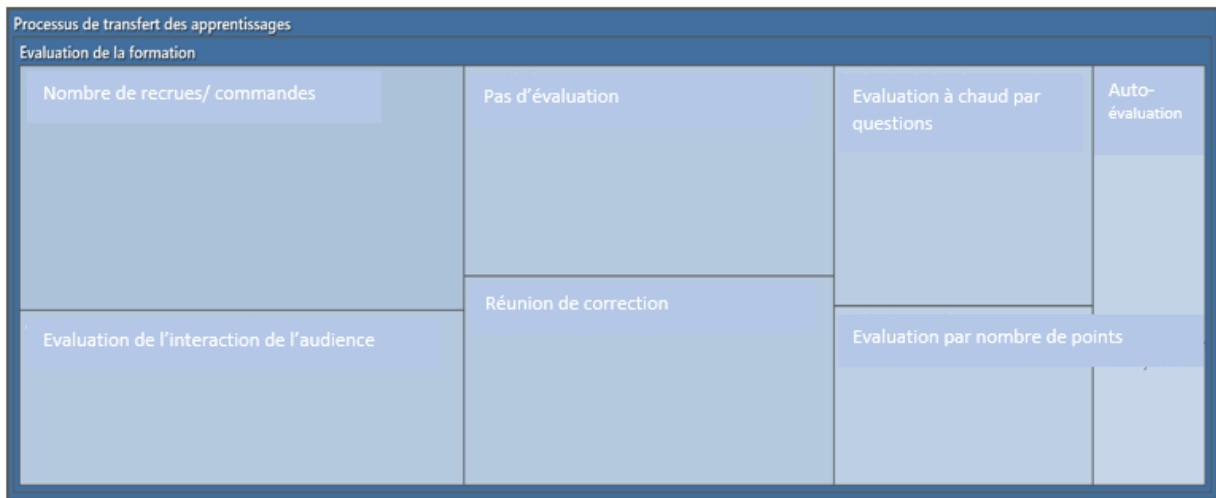 Processus de transfert des apprentissages
Evaluation de la formation
Nombre de recrues/ commandes
Evaluation de l'interaction de l'audience
Pas d'évaluation
Réunion de correction
Evaluation à chaud par
questions
Evaluation par nombre de points
Auto-
évaluation